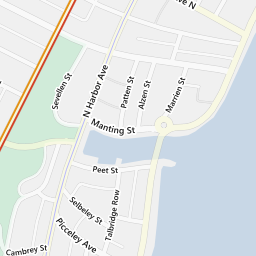 ve N
Sevellen St
N Harbor Ave
Patten St
Alzen St
Marrien St
Manting St
Peet St
Selbeley St
Talbridge Row
Picceley Ave
Cambrey St